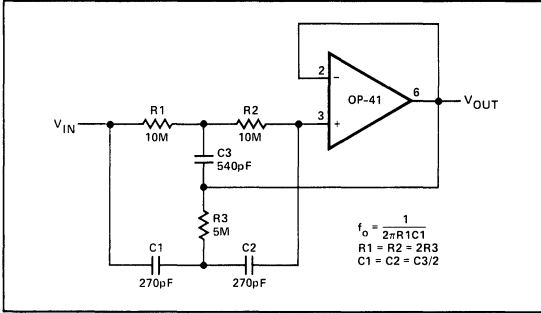 2
−
6
OP-41
V_OUT
3
+
R1
R2
V_IN
10M
10M
C3
540pF
R3
5M
C1
C2
270pF
270pF
f_o = 1 / 2πR1C1
R1 = R2 = 2R3
C1 = C2 = C3/2